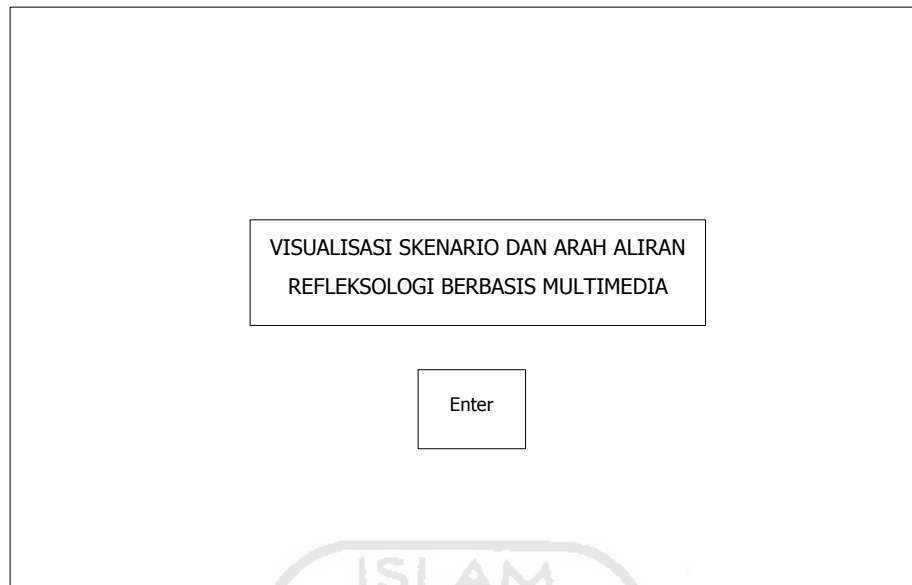 VISUALISASI SKENARIO DAN ARAH ALIRAN
REFLEKSOLOGI BERBASIS MULTIMEDIA
Enter
ISLAM